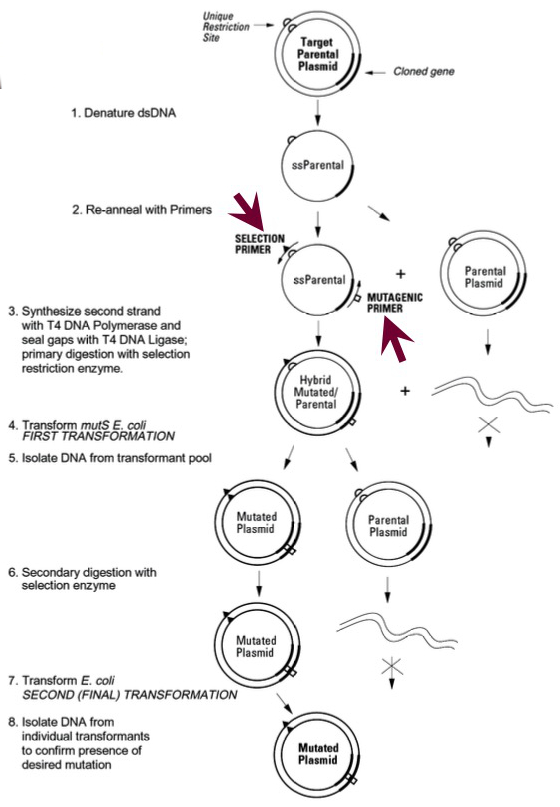 Unique
Restriction
Site
Target
Parental
Plasmid
Cloned gene
1. Denature dsDNA
ssParental
2. Re-anneal with Primers
SELECTION
PRIMER
ssParental
+
Parental
Plasmid
MUTAGENIC
PRIMER
3. Synthesize second strand
with T4 DNA Polymerase and
seal gaps with T4 DNA Ligase;
primary digestion with selection
restriction enzyme.
Hybrid
Mutated/
Parental
+
4. Transform mutS E. coli
FIRST TRANSFORMATION
5. Isolate DNA from transformant pool
Mutated
Plasmid
Parental
Plasmid
6. Secondary digestion with
selection enzyme
Mutated
Plasmid
7. Transform E. coli
SECOND (FINAL) TRANSFORMATION
8. Isolate DNA from
individual transformants
to confirm presence of
desired mutation
Mutated
Plasmid